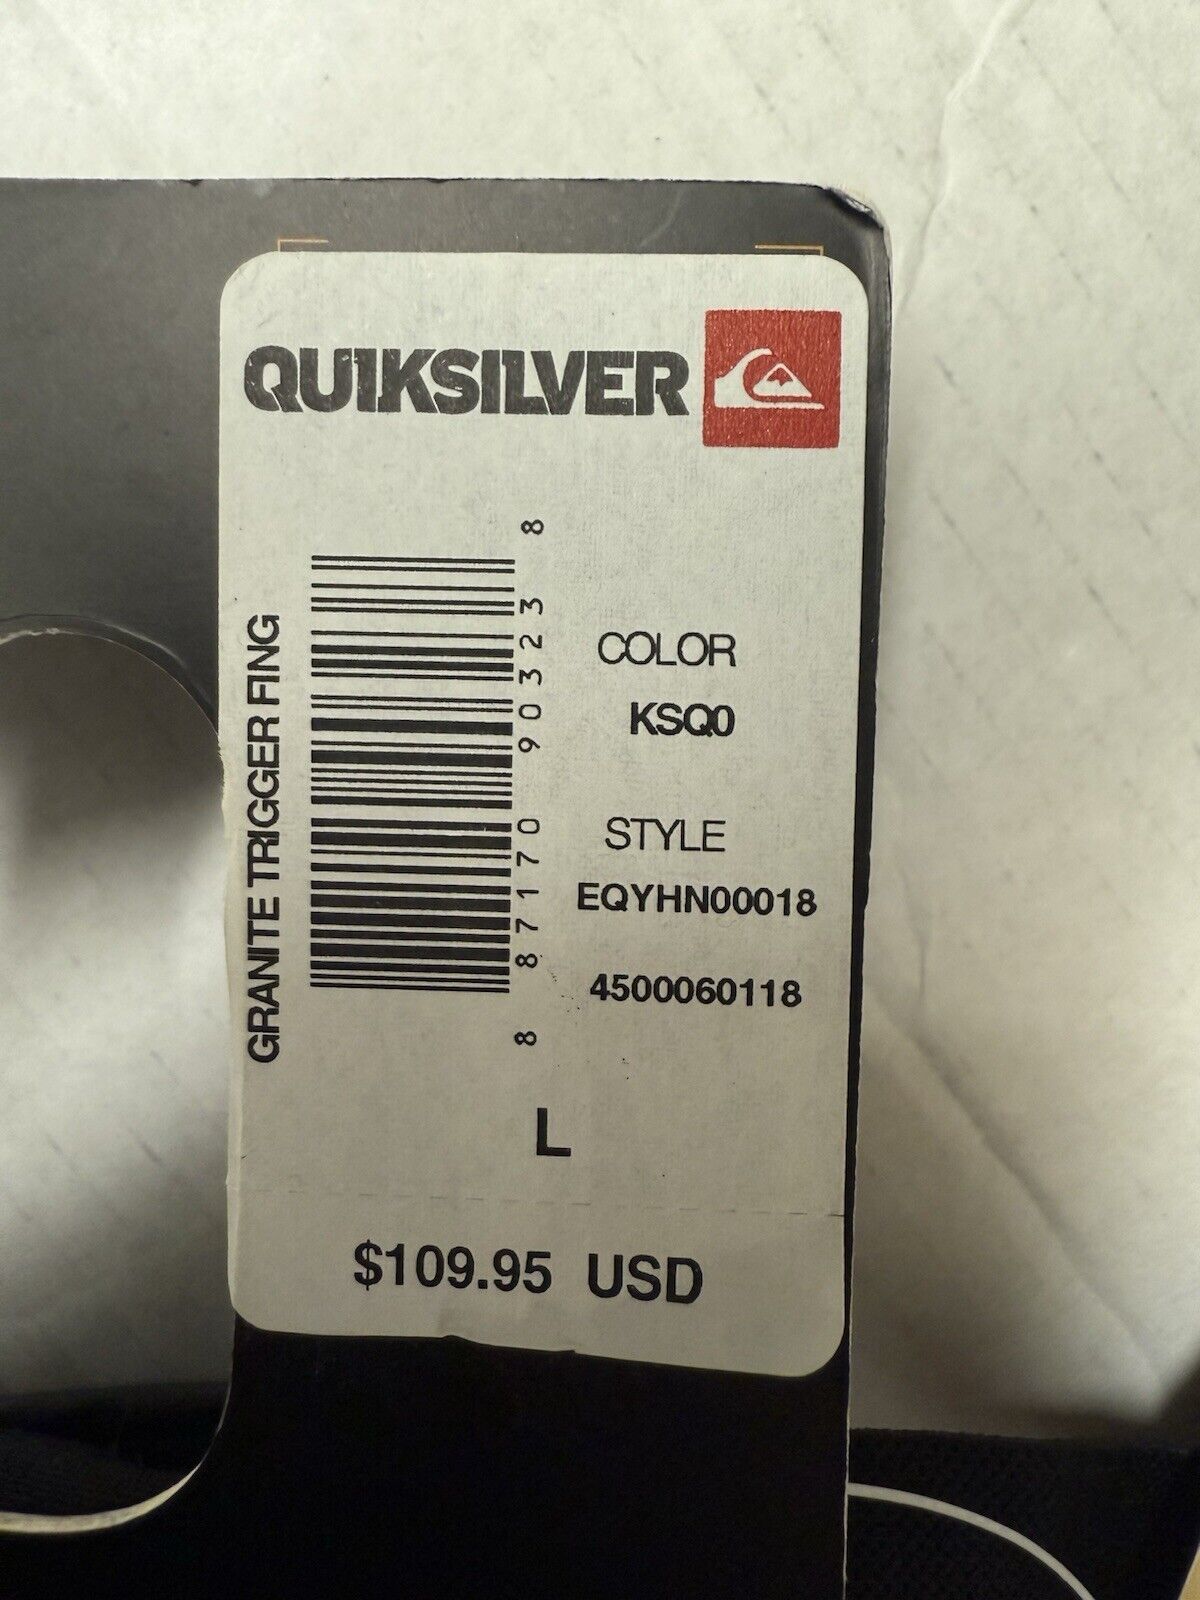 QUIKSILVER
GRANITE TRIGGER FING
8 87170 90323 8
COLOR
KSQ0
STYLE
EQYHN00018
4500060118
L
$109.95 USD